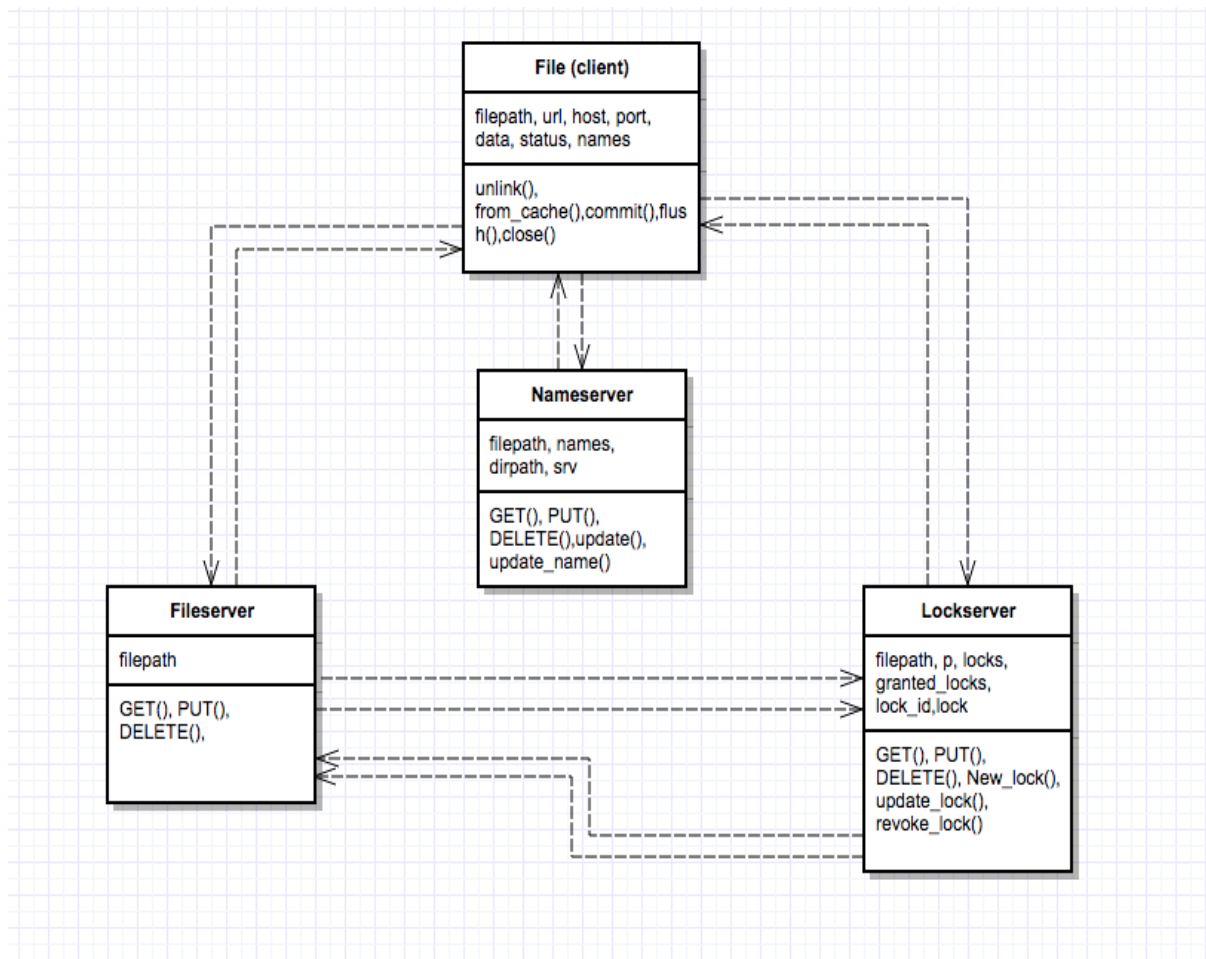 File (client)
filepath, url, host, port,
data, status, names
unlink(),
from_cache(),commit(),flus
h(),close()
Nameserver
filepath, names,
dirpath, srv
GET(), PUT(),
DELETE(),update(),
update_name()
Fileserver
filepath
GET(), PUT(),
DELETE(),
Lockserver
filepath, p, locks,
granted_locks,
lock_id,lock
GET(), PUT(),
DELETE(), New_lock(),
update_lock(),
revoke_lock()